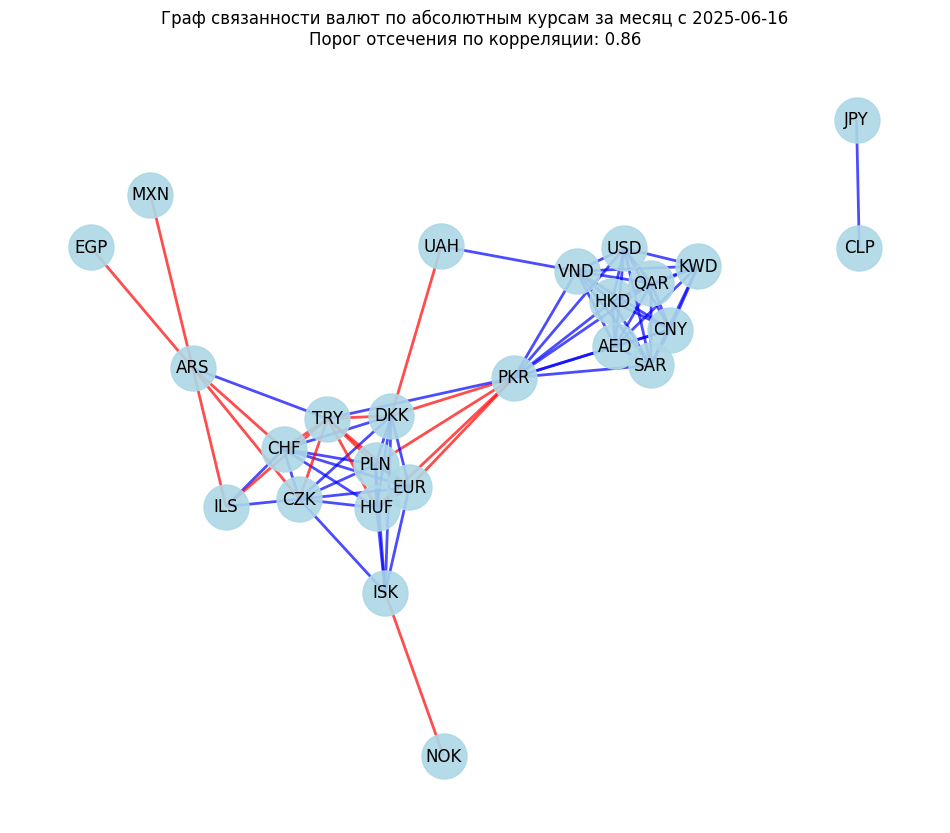 Граф связанности валют по абсолютным курсам за месяц с 2025-06-16
Порог отсечения по корреляции: 0.86
JPY
MXN
EGP
UAH
USD
CLP
VND
KWD
QAR
HKD
CNY
AED
SAR
ARS
PKR
TRY
DKK
CHF
PLN
EUR
CZK
ILS
HUF
ISK
NOK